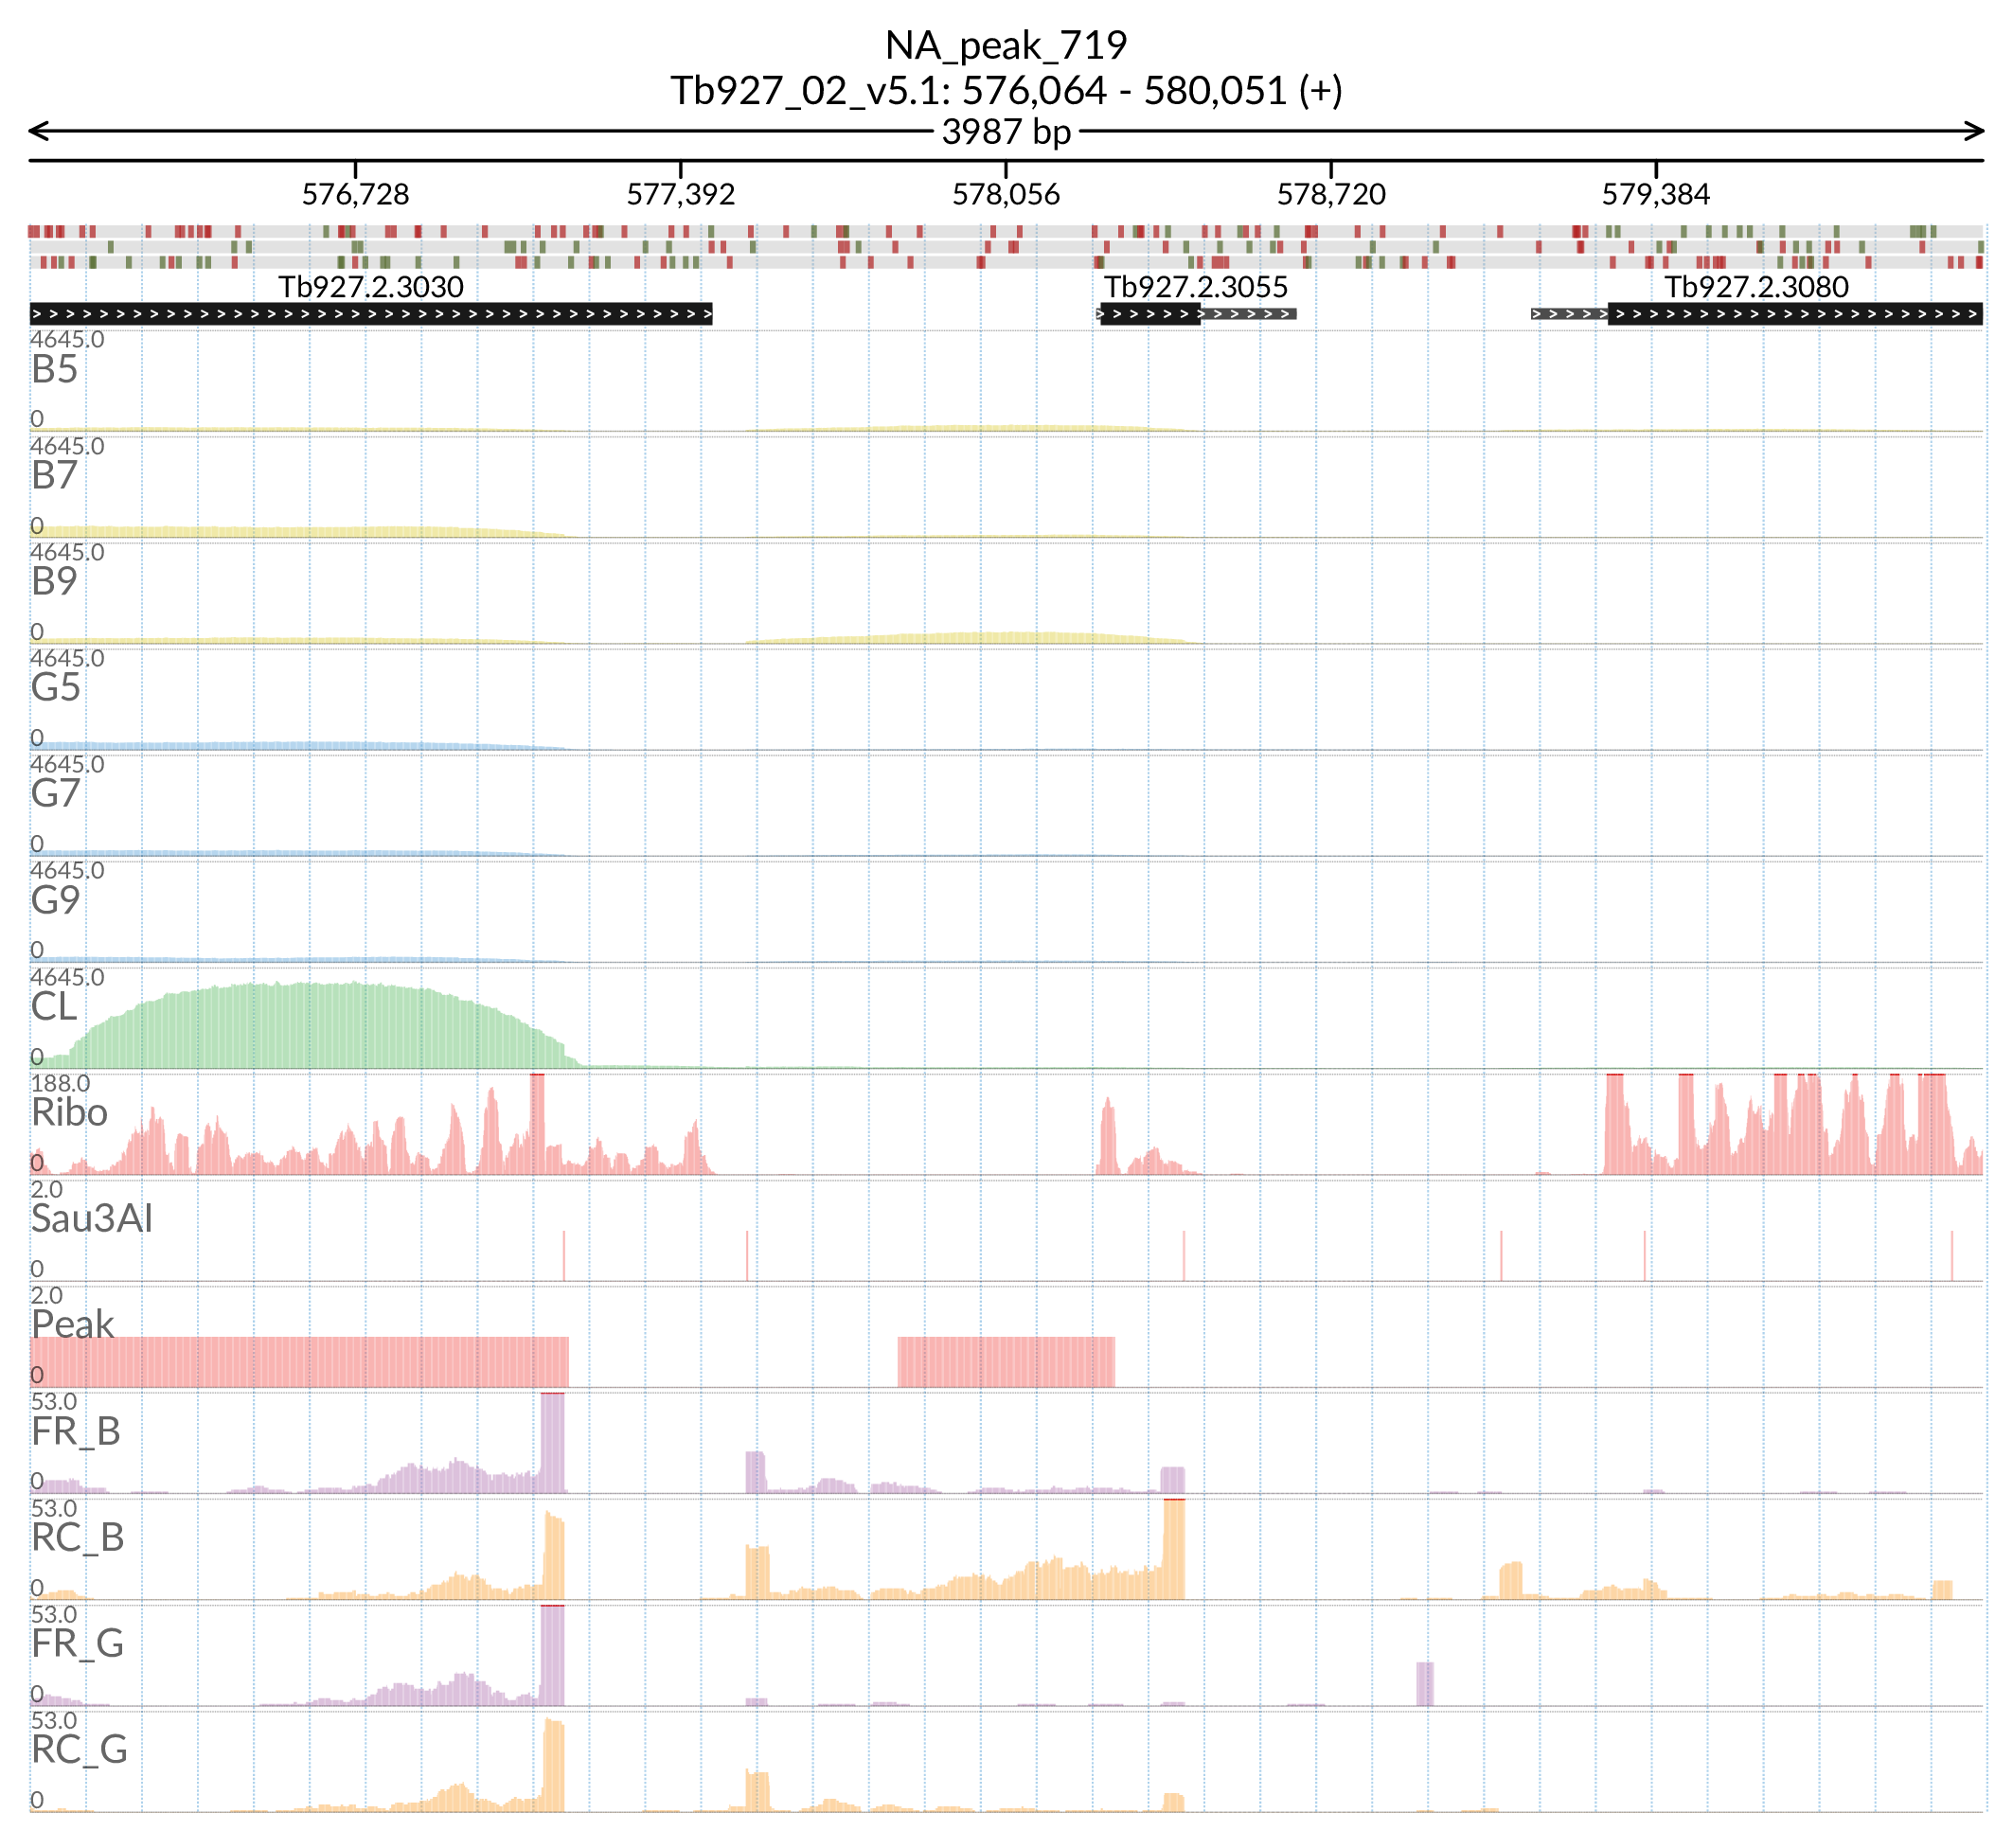 NA_peak_719
Tb927_02_v5.1: 576,064 - 580,051 (+)
3987 bp
576,728 577,392 578,056 578,720 579,384
Tb927.2.3030 Tb927.2.3055 Tb927.2.3080
4645.0
B5
0
4645.0
B7
0
4645.0
B9
0
4645.0
G5
0
4645.0
G7
0
4645.0
G9
0
4645.0
CL
0
188.0
Ribo
0
2.0
Sau3AI
0
2.0
Peak
0
53.0
FR_B
0
53.0
RC_B
0
53.0
FR_G
0
53.0
RC_G
0